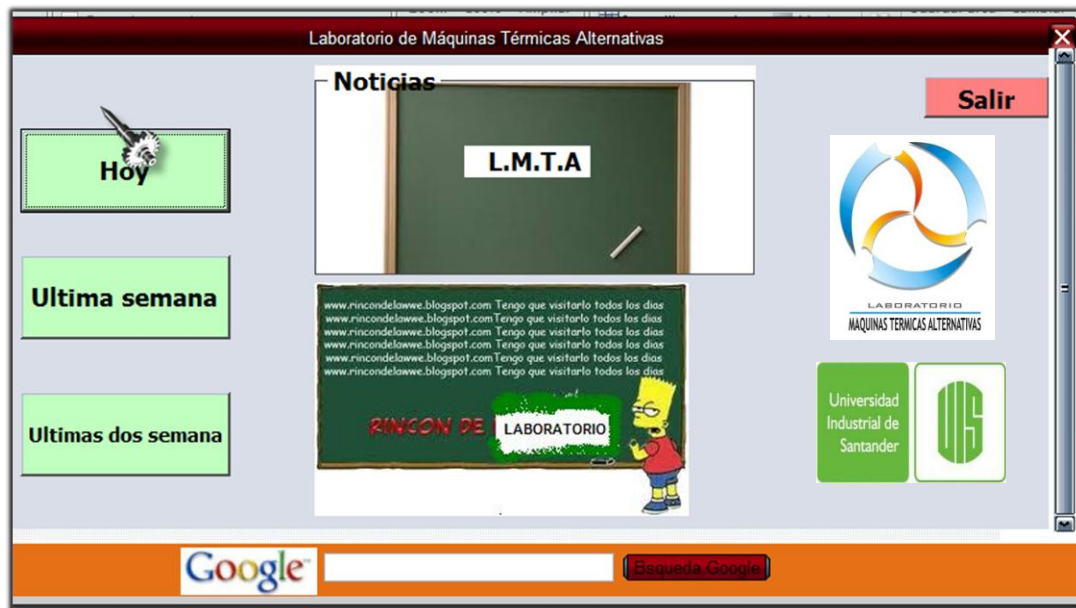 Laboratorio de Máquinas Térmicas Alternativas
Noticias
Salir
L.M.T.A
Hoy
Ultima semana
Ultimas dos semana
www.rincondelawwe.blogspot.com Tengo que visitarlo todos los dias
www.rincondelawwe.blogspot.com Tengo que visitarlo todos los dias
www.rincondelawwe.blogspot.com Tengo que visitarlo todos los dias
www.rincondelawwe.blogspot.com Tengo que visitarlo todos los dias
www.rincondelawwe.blogspot.com Tengo que visitarlo todos los dias
www.rincondelawwe.blogspot.com Tengo que visitarlo todos los dias
RINCON DE
LABORATORIO
LABORATORIO
MAQUINAS TERMICAS ALTERNATIVAS
Universidad
Industrial de
Santander
UIS
Google
Bsqueda Google